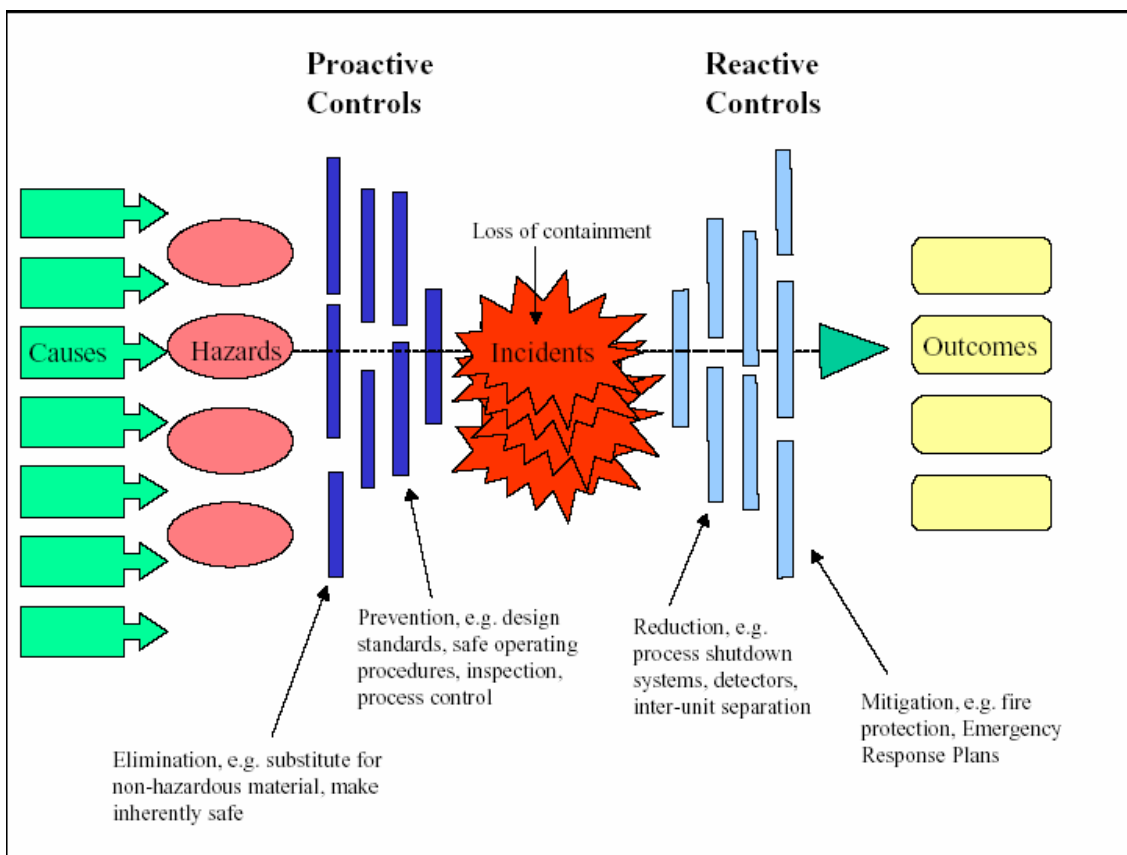 Proactive
Controls
Reactive
Controls
Loss of containment
Causes
Hazards
Incidents
Outcomes
Prevention, e.g. design
standards, safe operating
procedures, inspection,
process control
Reduction, e.g.
process shutdown
systems, detectors,
inter-unit separation
Mitigation, e.g. fire
protection, Emergency
Response Plans
Elimination, e.g. substitute for
non-hazardous material, make
inherently safe